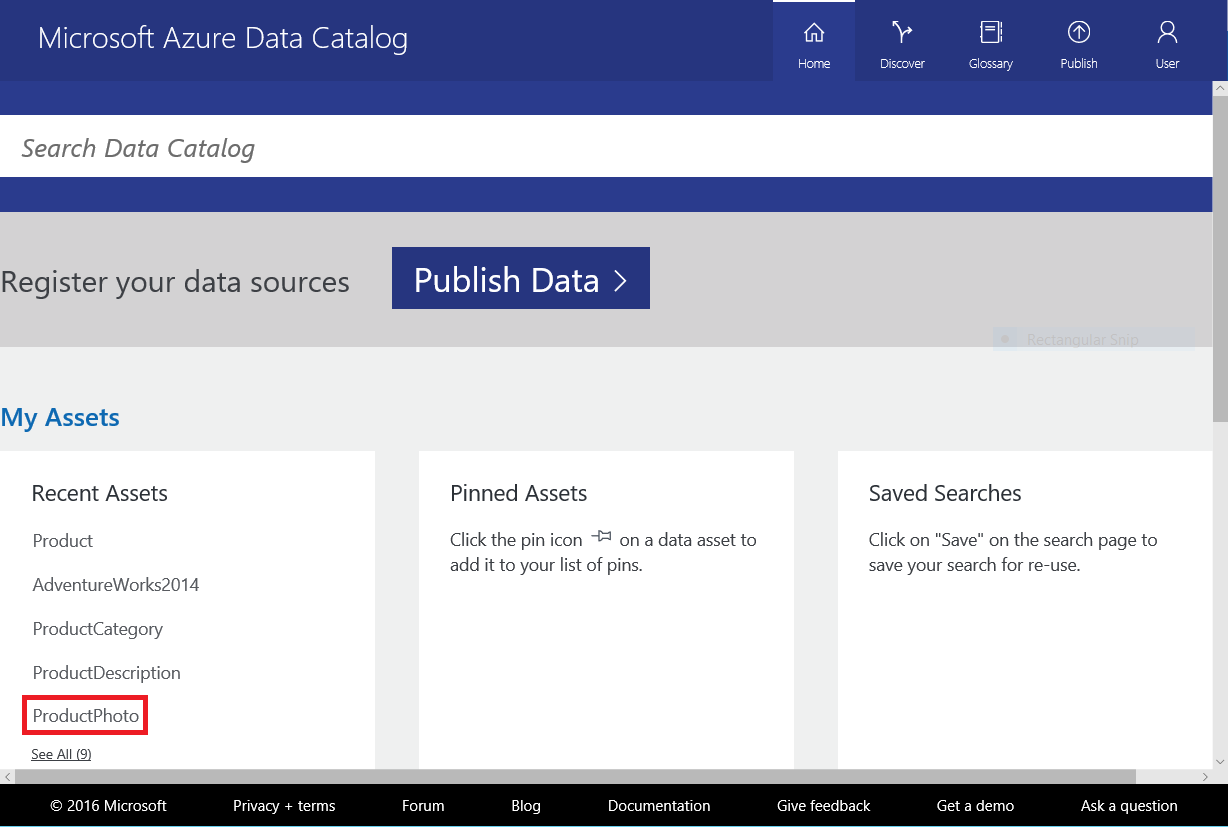 Microsoft Azure Data Catalog
Home
Discover
Glossary
Publish
User
Search Data Catalog
Register your data sources
Publish Data
Rectangular Snip
My Assets
Recent Assets
Product
AdventureWorks2014
ProductCategory
ProductDescription
ProductPhoto
See All (9)
Pinned Assets
Click the pin icon on a data asset to
add it to your list of pins.
Saved Searches
Click on "Save" on the search page to
save your search for re-use.
© 2016 Microsoft
Privacy + terms
Forum
Blog
Documentation
Give feedback
Get a demo
Ask a question